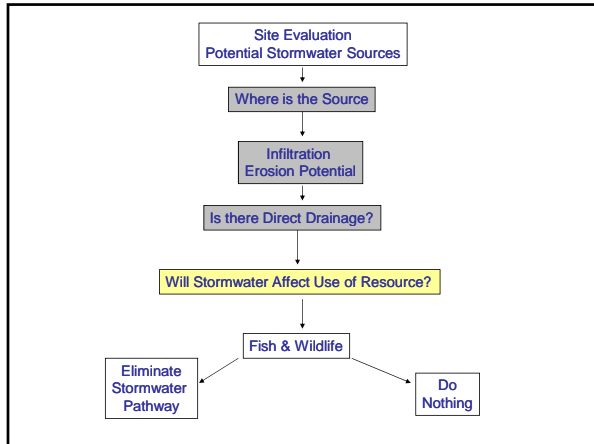 Site Evaluation
Potential Stormwater Sources
Where is the Source
Infiltration
Erosion Potential
Is there Direct Drainage?
Will Stormwater Affect Use of Resource?
Fish & Wildlife
Eliminate
Stormwater
Pathway
Do
Nothing